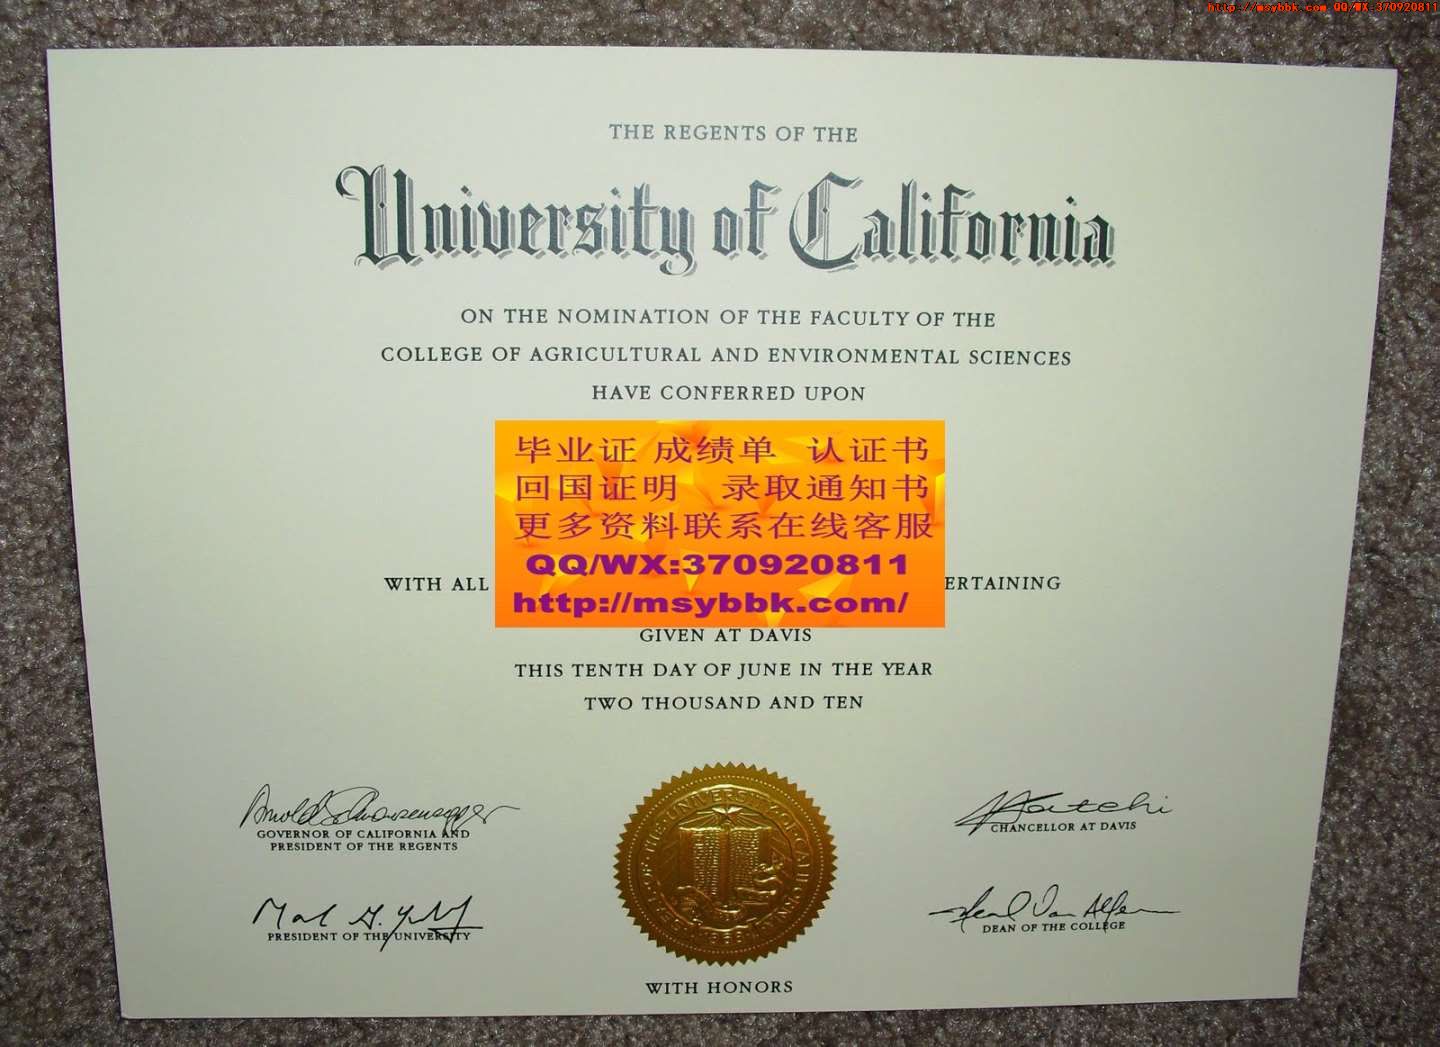 http://msybbk.com QQ/WX:370920811
THE REGENTS OF THE
University of California
ON THE NOMINATION OF THE FACULTY OF THE
COLLEGE OF AGRICULTURAL AND ENVIRONMENTAL SCIENCES
HAVE CONFERRED UPON
毕业证 成绩单 认证书
回国证明 录取通知书
更多资料联系在线客服
QQ/WX:370920811
http://msybbk.com/
WITH ALL ERTAINING
GIVEN AT DAVIS
THIS TENTH DAY OF JUNE IN THE YEAR
TWO THOUSAND AND TEN
GOVERNOR OF CALIFORNIA AND
PRESIDENT OF THE REGENTS
CHANCELLOR AT DAVIS
PRESIDENT OF THE UNIVERSITY
DEAN OF THE COLLEGE
WITH HONORS